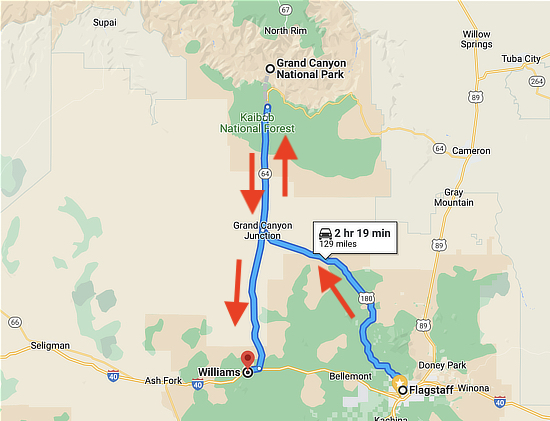 Supai
67
North Rim
Willow
Springs
Grand Canyon
National Park
Tuba City
89
Kaibab
National Forest
64
Cameron
64
Gray
Mountain
Grand Canyon
Junction
2 hr 19 min
129 miles
180
66
89
Seligman
Doney Park
Williams
40
Ash Fork
40
Bellemont
Flagstaff
Winona
40
Kachina